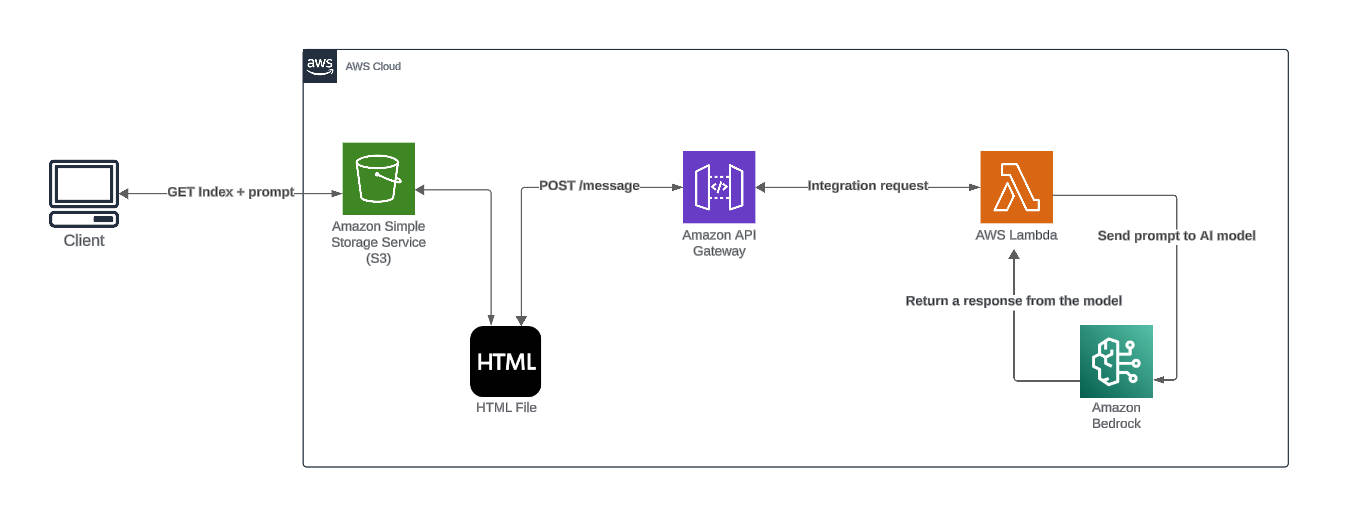 aws
AWS Cloud
GET Index + prompt
Client
Amazon Simple
Storage Service
(S3)
HTML
HTML File
POST /message
</>
Amazon API
Gateway
Integration request
AWS Lambda
Send prompt to AI model
Return a response from the model
Amazon
Bedrock